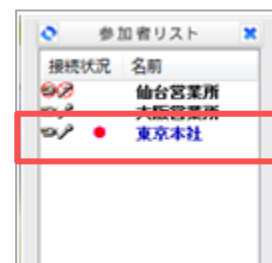 参加者リスト
接続状況 名前
仙台営業所
大阪営業所
東京本社